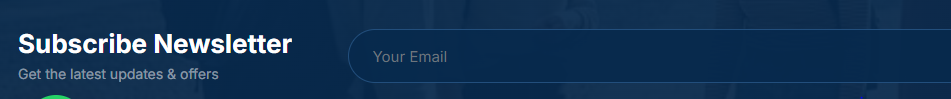 Subscribe Newsletter
Get the latest updates & offers
Your Email